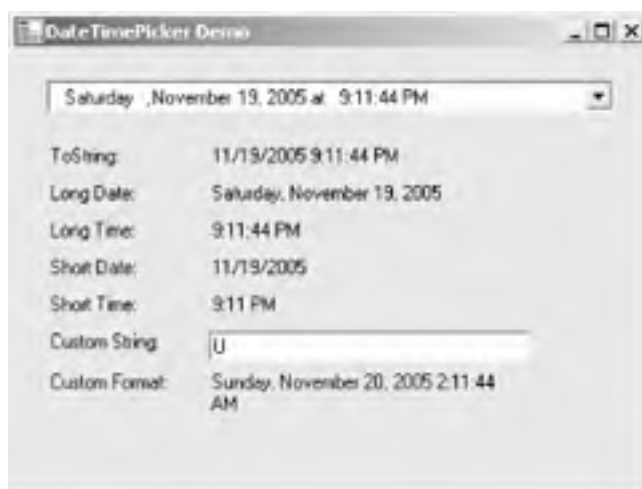 DateTimePicker Demo
Saturday ,November 19, 2005 at 9:11:44 PM
ToString: 11/19/2005 9:11:44 PM
Long Date: Saturday, November 19, 2005
Long Time: 9:11:44 PM
Short Date: 11/19/2005
Short Time: 9:11 PM
Custom String: U
Custom Format: Sunday, November 20, 2005 2:11:44
AM